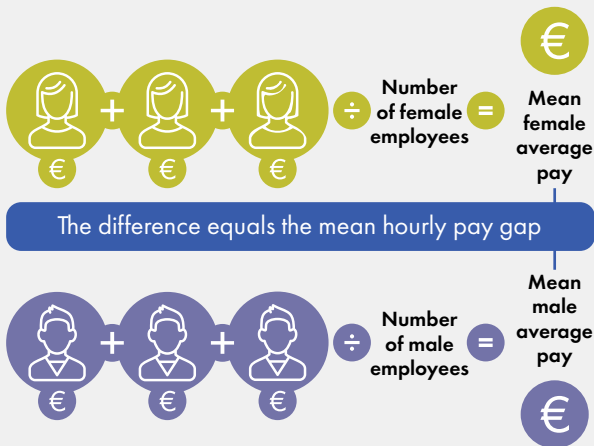 €
+ + ÷ Number of female employees =
€ € €
Mean
female
average
pay
The difference equals the mean hourly pay gap
Mean
male
average
pay
+ + ÷ Number of male employees =
€ € €
€